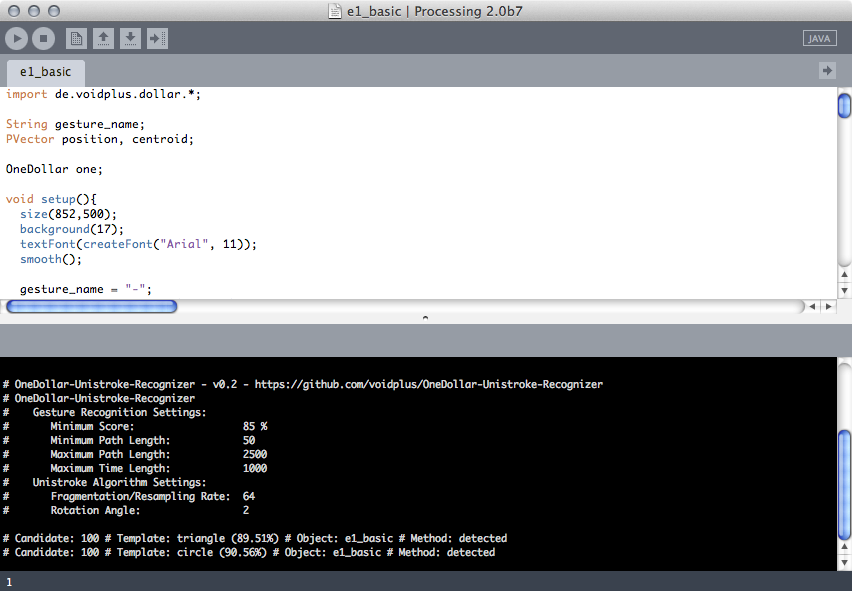 e1_basic | Processing 2.0b7
JAVA
e1_basic
import de.voidplus.dollar.*;
String gesture_name;
PVector position, centroid;
OneDollar one;
void setup(){
size(852,500);
background(17);
textFont(createFont("Arial", 11));
smooth();
gesture_name = "-";
# OneDollar-Unistroke-Recognizer - v0.2 - https://github.com/voidplus/OneDollar-Unistroke-Recognizer
# OneDollar-Unistroke-Recognizer
# Gesture Recognition Settings:
# Minimum Score: 85 %
# Minimum Path Length: 50
# Maximum Path Length: 2500
# Maximum Time Length: 1000
# Unistroke Algorithm Settings:
# Fragmentation/Resampling Rate: 64
# Rotation Angle: 2
# Candidate: 100 # Template: triangle (89.51%) # Object: e1_basic # Method: detected
# Candidate: 100 # Template: circle (90.56%) # Object: e1_basic # Method: detected
1